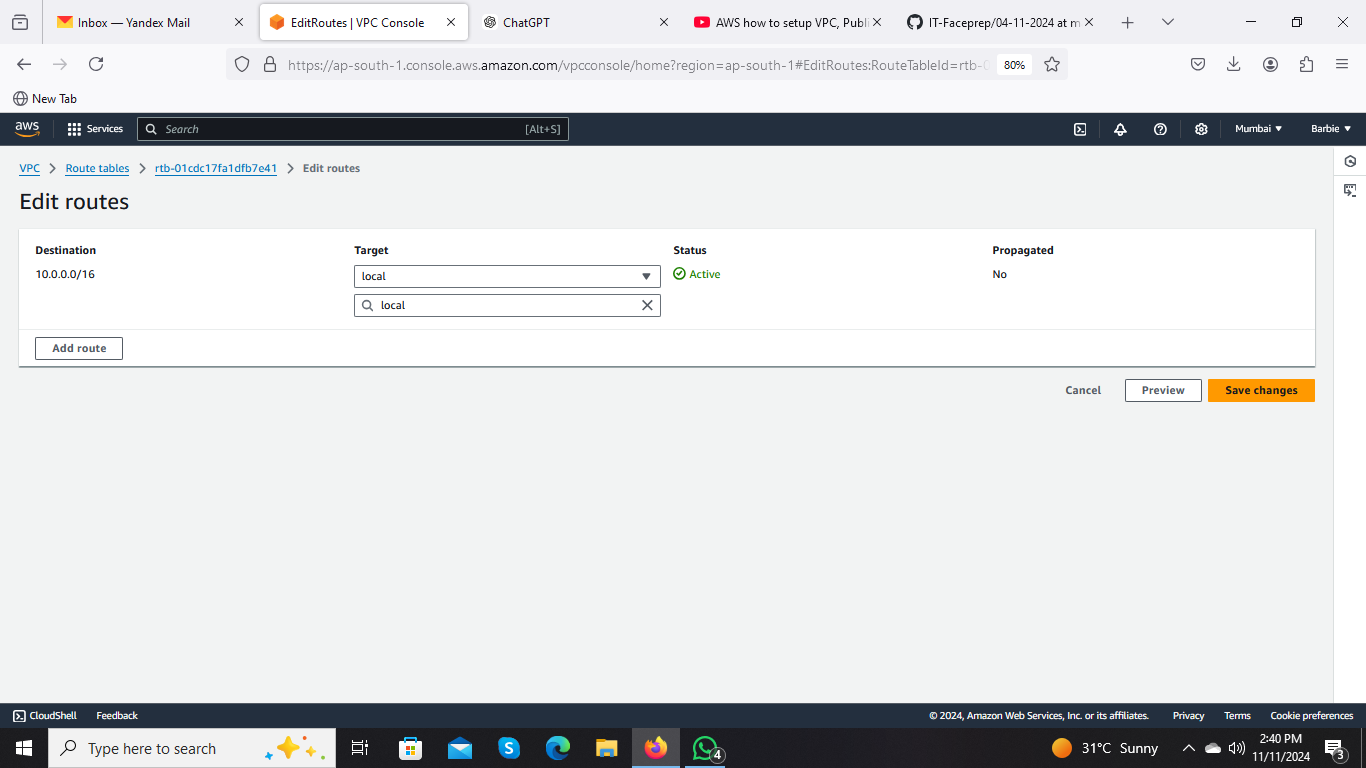 Inbox — Yandex Mail
EditRoutes | VPC Console
ChatGPT
AWS how to setup VPC, Publi
IT-Faceprep/04-11-2024 at m
https://ap-south-1.console.aws.amazon.com/vpcconsole/home?region=ap-south-1#EditRoutes:RouteTableId=rtb-0
80%
New Tab
aws
Services
Search
[Alt+S]
Mumbai
Barbie
VPC
Route tables
rtb-01cdc17fa1dfb7e41
Edit routes
Edit routes
Destination
Target
Status
Propagated
10.0.0.0/16
local
Active
No
local
Add route
Cancel
Preview
Save changes
CloudShell
Feedback
© 2024, Amazon Web Services, Inc. or its affiliates.
Privacy
Terms
Cookie preferences
Type here to search
4
31°C Sunny
2:40 PM
11/11/2024
3